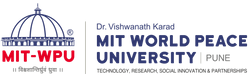 MIT-WPU
Dr. Vishwanath Karad
MIT WORLD PEACE
UNIVERSITY | PUNE
TECHNOLOGY, RESEARCH, SOCIAL INNOVATION & PARTNERSHIPS